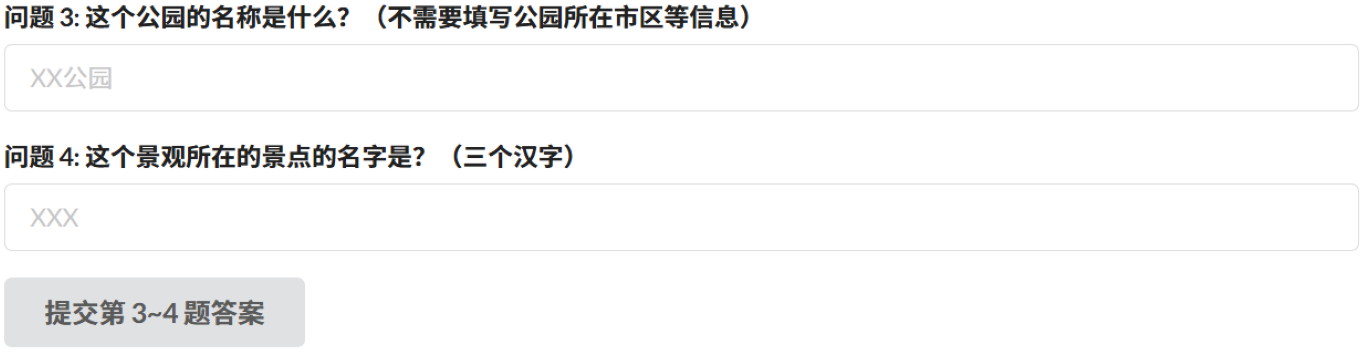 问题 3: 这个公园的名称是什么？（不需要填写公园所在市区等信息）
XX公园
问题 4: 这个景观所在的景点的名字是？（三个汉字）
XXX
提交第 3~4 题答案